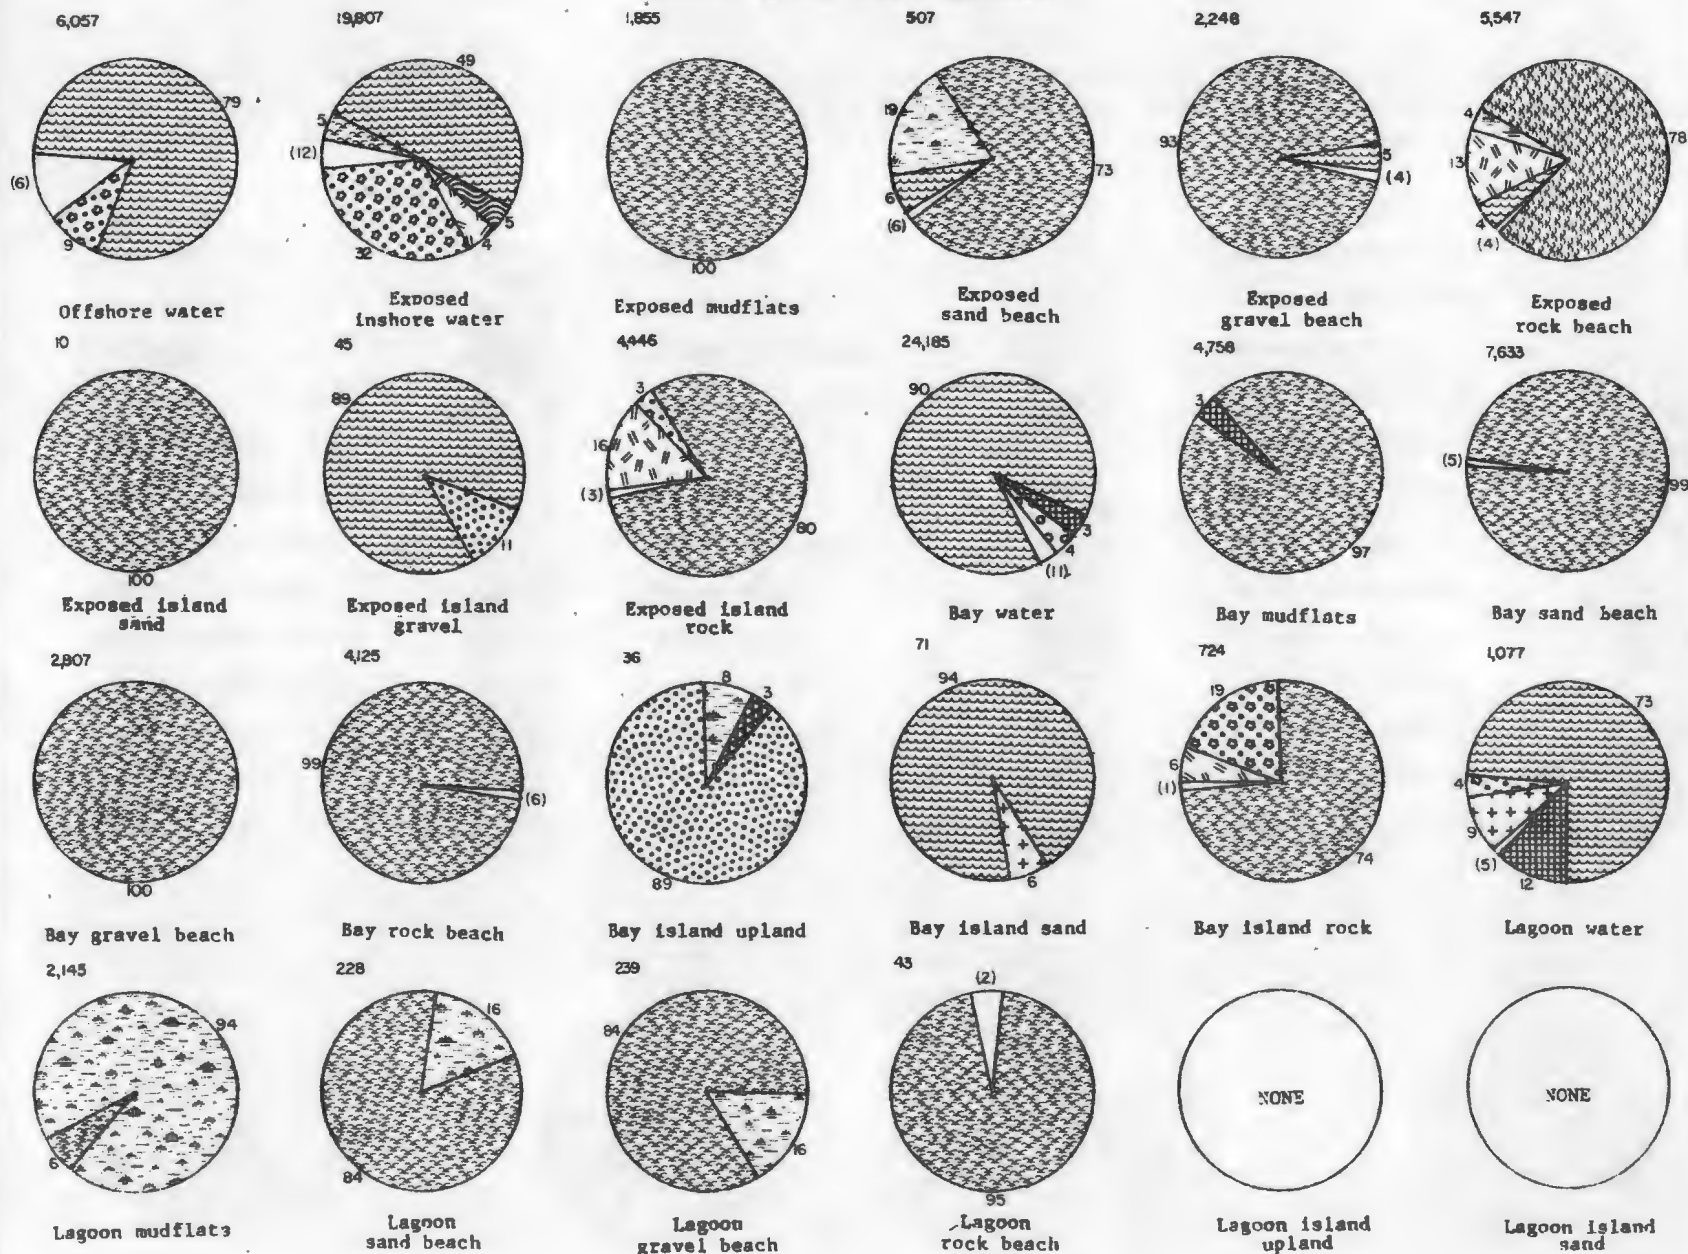 6,057 19,807 1,855 507 2,248 5,547
79
(6)
9
Offshore water
49
5
(12)
32
4
5
Exposed
inshore water
100
Exposed mudflats
19
6
(6)
73
Exposed
sand beach
93
5
(4)
Exposed
gravel beach
4
13
4
(4)
78
Exposed
rock beach
10 45 4,446 24,185 4,758 7,633
100
Exposed island
sand
89
11
Exposed island
gravel
3
16
(3)
80
Exposed island
rock
90
3
4
(11)
Bay water
3
97
Bay mudflats
(5)
99
Bay sand beach
2,807 4,125 36 71 724 1,077
100
Bay gravel beach
99
(6)
Bay rock beach
8
3
89
Bay island upland
94
6
Bay island sand
19
6
(1)
74
Bay island rock
73
4
9
(5)
12
Lagoon water
2,145 228 239 43
94
6
Lagoon mudflats
16
84
Lagoon
sand beach
84
16
Lagoon
gravel beach
(2)
95
Lagoon
rock beach
NONE
Lagoon island
upland
NONE
Lagoon island
sand